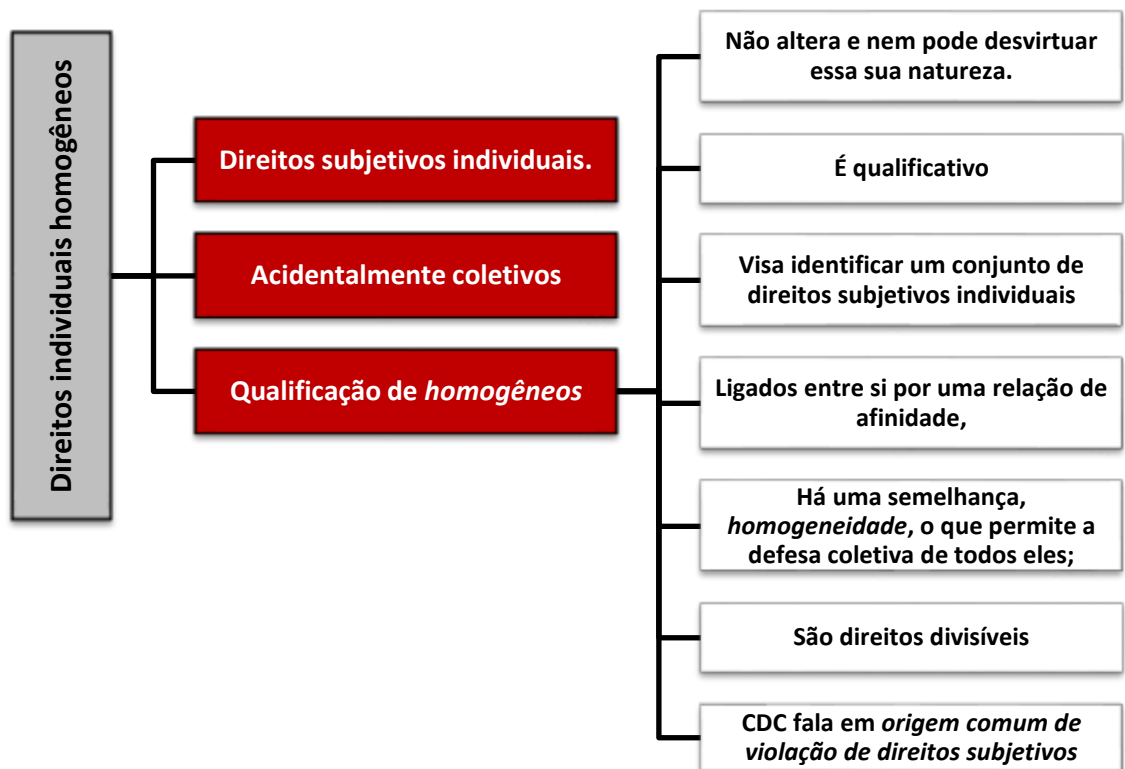 Direitos individuais homogêneos
Direitos subjetivos individuais.
Acidentalmente coletivos
Qualificação de homogêneos
Não altera e nem pode desvirtuar
essa sua natureza.
É qualificativo
Visa identificar um conjunto de
direitos subjetivos individuais
Ligados entre si por uma relação de
afinidade,
Há uma semelhança,
homogeneidade, o que permite a
defesa coletiva de todos eles;
São direitos divisíveis
CDC fala em origem comum de
violação de direitos subjetivos